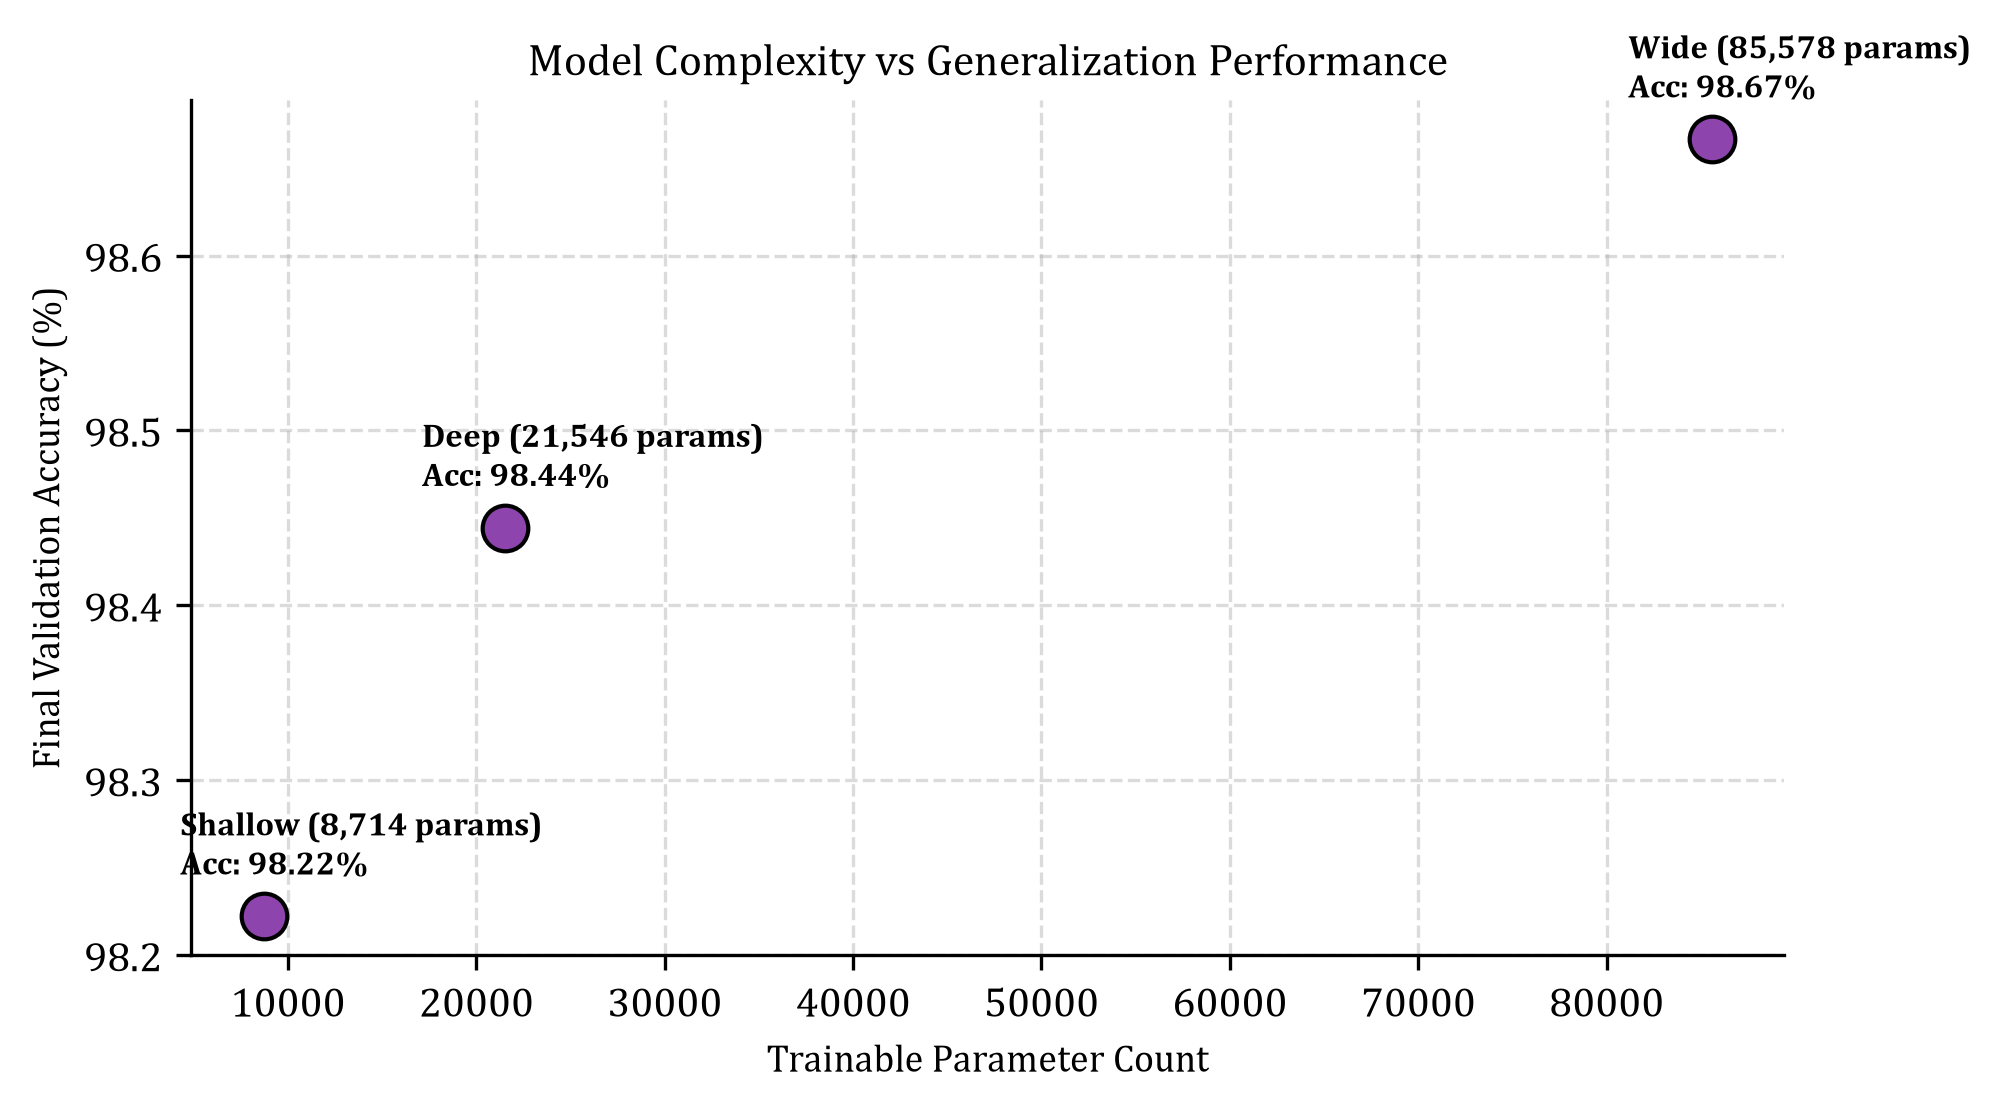 Model Complexity vs Generalization Performance
Wide (85,578 params)
Acc: 98.67%
98.6
98.5
98.4
98.3
98.2
Final Validation Accuracy (%)
Deep (21,546 params)
Acc: 98.44%
Shallow (8,714 params)
Acc: 98.22%
10000 20000 30000 40000 50000 60000 70000 80000
Trainable Parameter Count